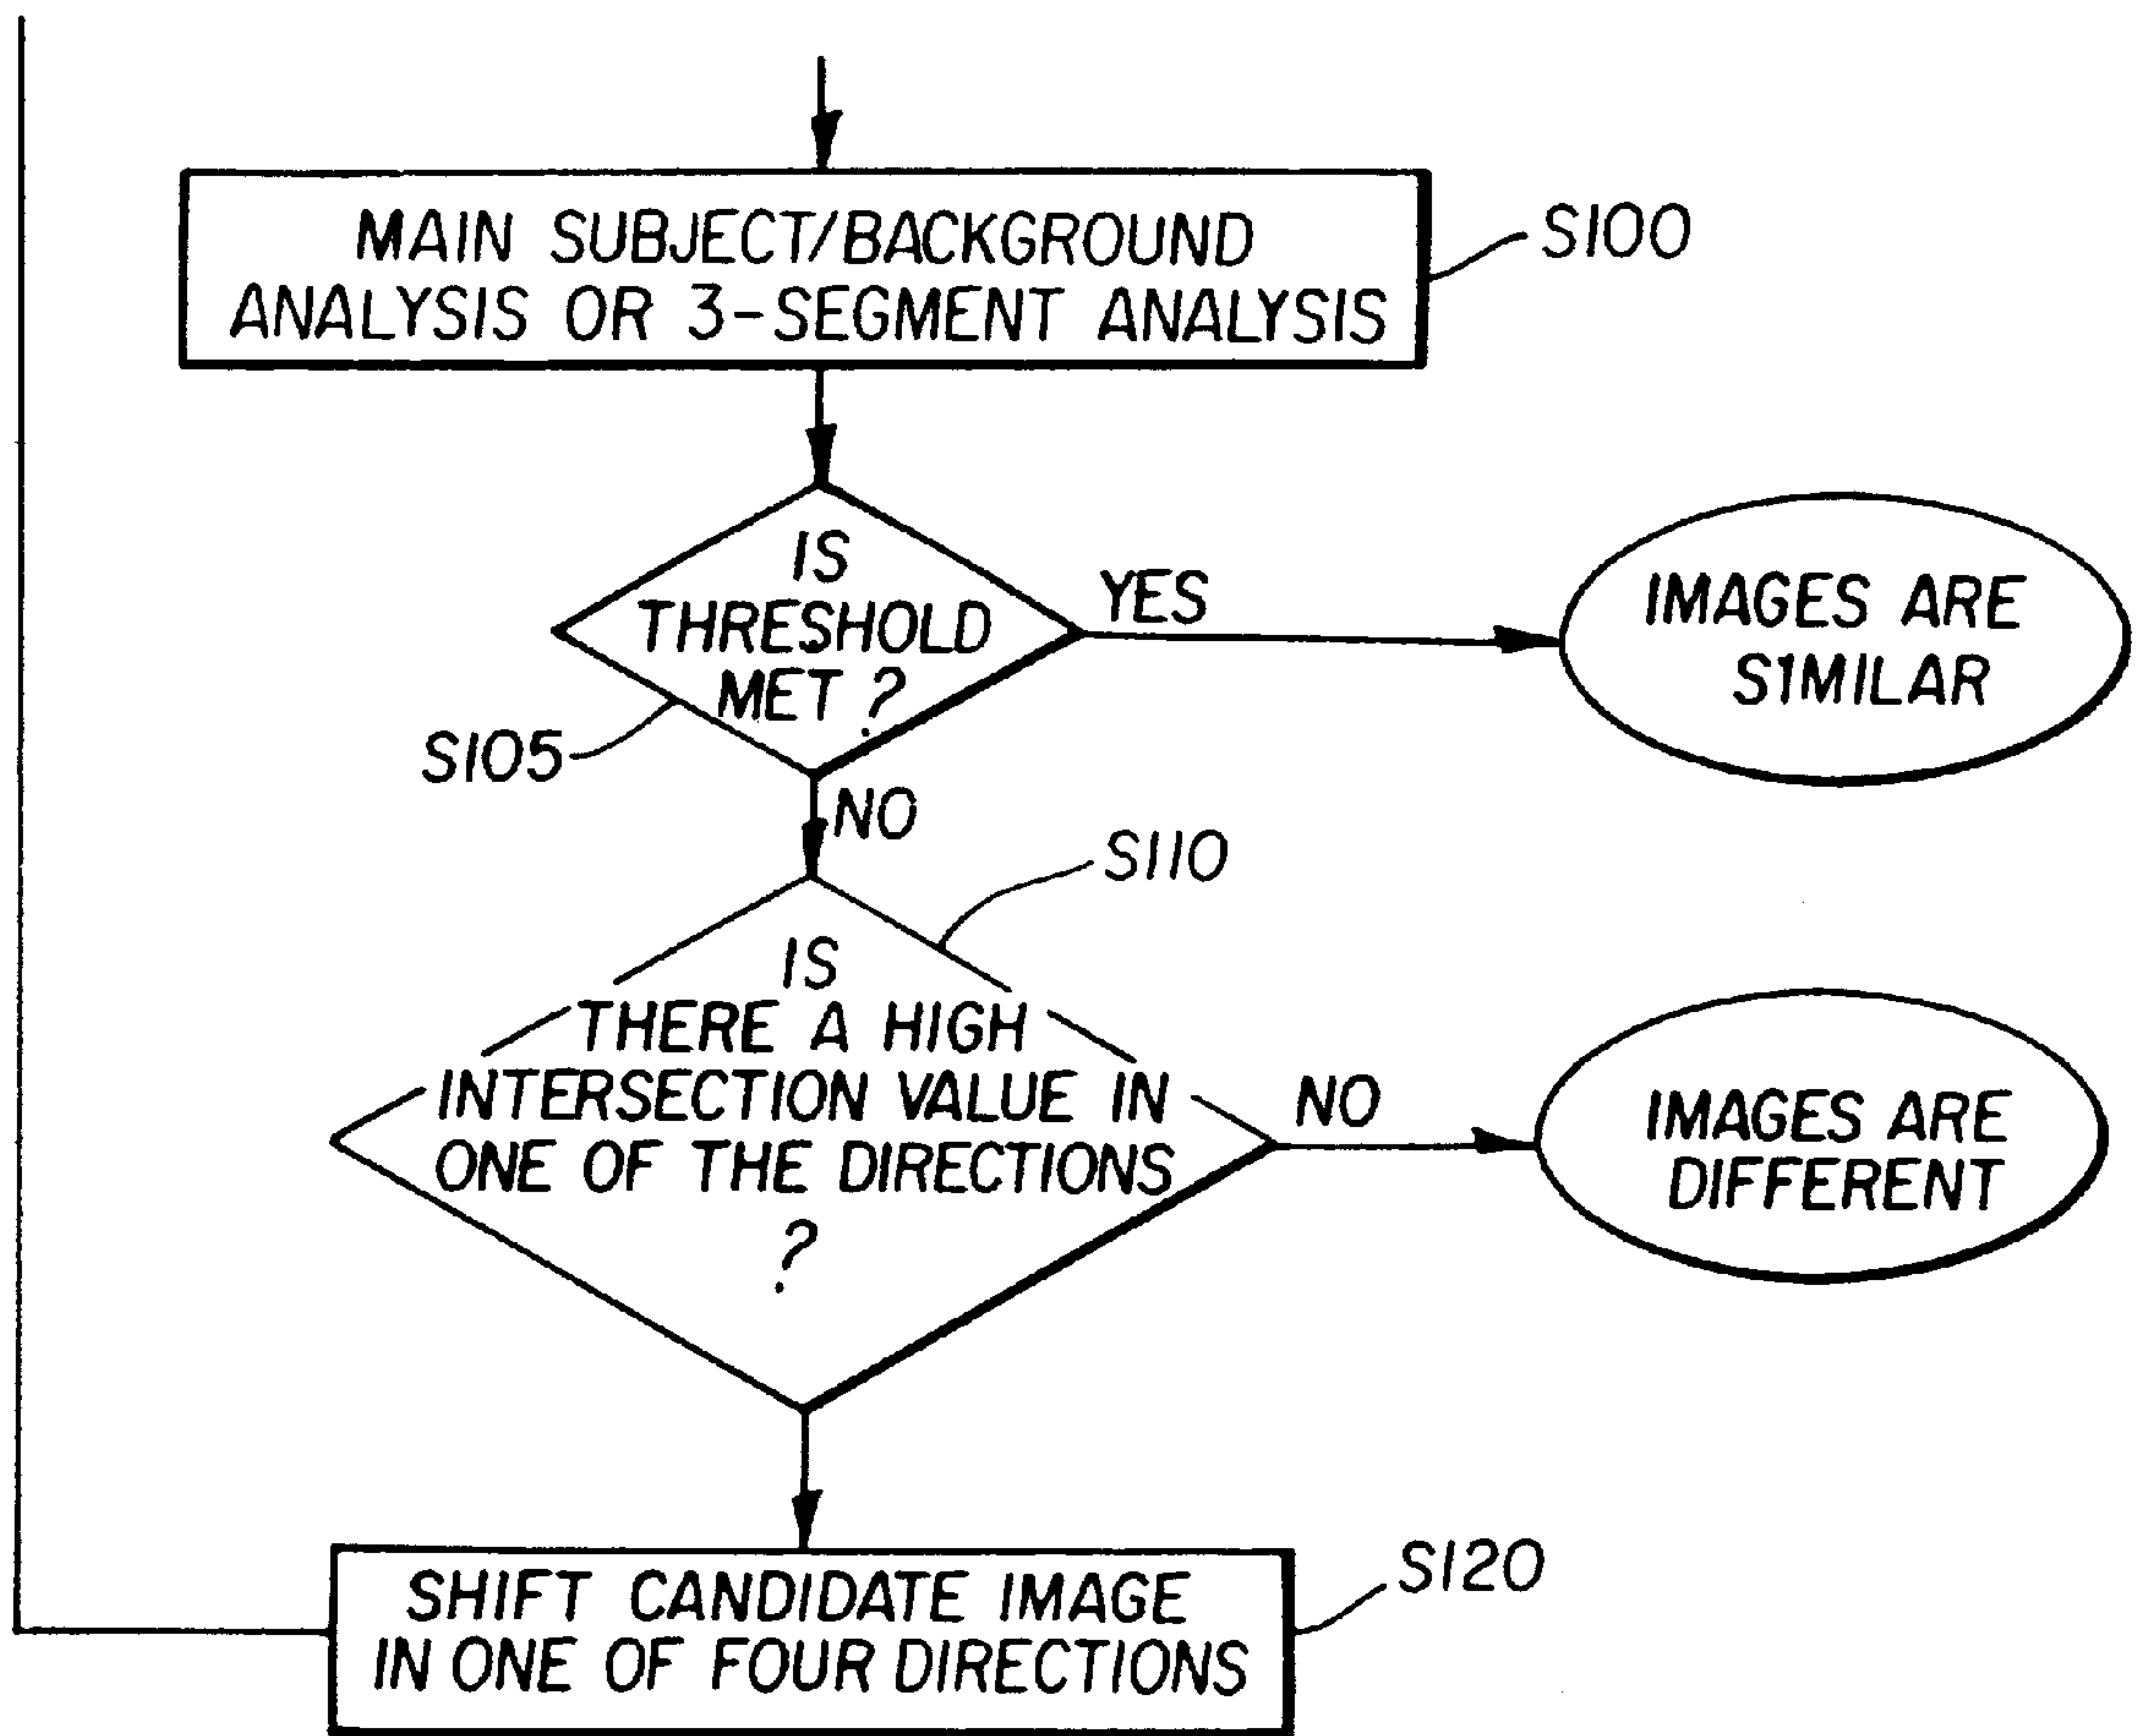 MAIN SUBJECT/BACKGROUND
ANALYSIS OR 3-SEGMENT ANALYSIS
S100
IS
THRESHOLD
MET ?
S105
YES
IMAGES ARE
SIMILAR
NO
S110
IS
THERE A HIGH
INTERSECTION VALUE IN
ONE OF THE DIRECTIONS
?
NO
IMAGES ARE
DIFFERENT
SHIFT CANDIDATE IMAGE
IN ONE OF FOUR DIRECTIONS
S120